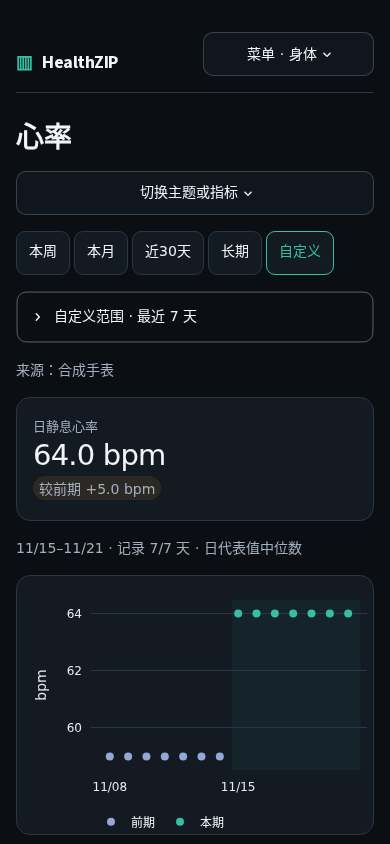 HealthZIP
菜单 · 身体
心率
切换主题或指标
本周 本月 近30天 长期 自定义
自定义范围 · 最近 7 天
来源：合成手表
日静息心率
64.0 bpm
较前期 +5.0 bpm
11/15–11/21 · 记录 7/7 天 · 日代表值中位数
64
62
60
bpm
11/08 11/15
前期 本期